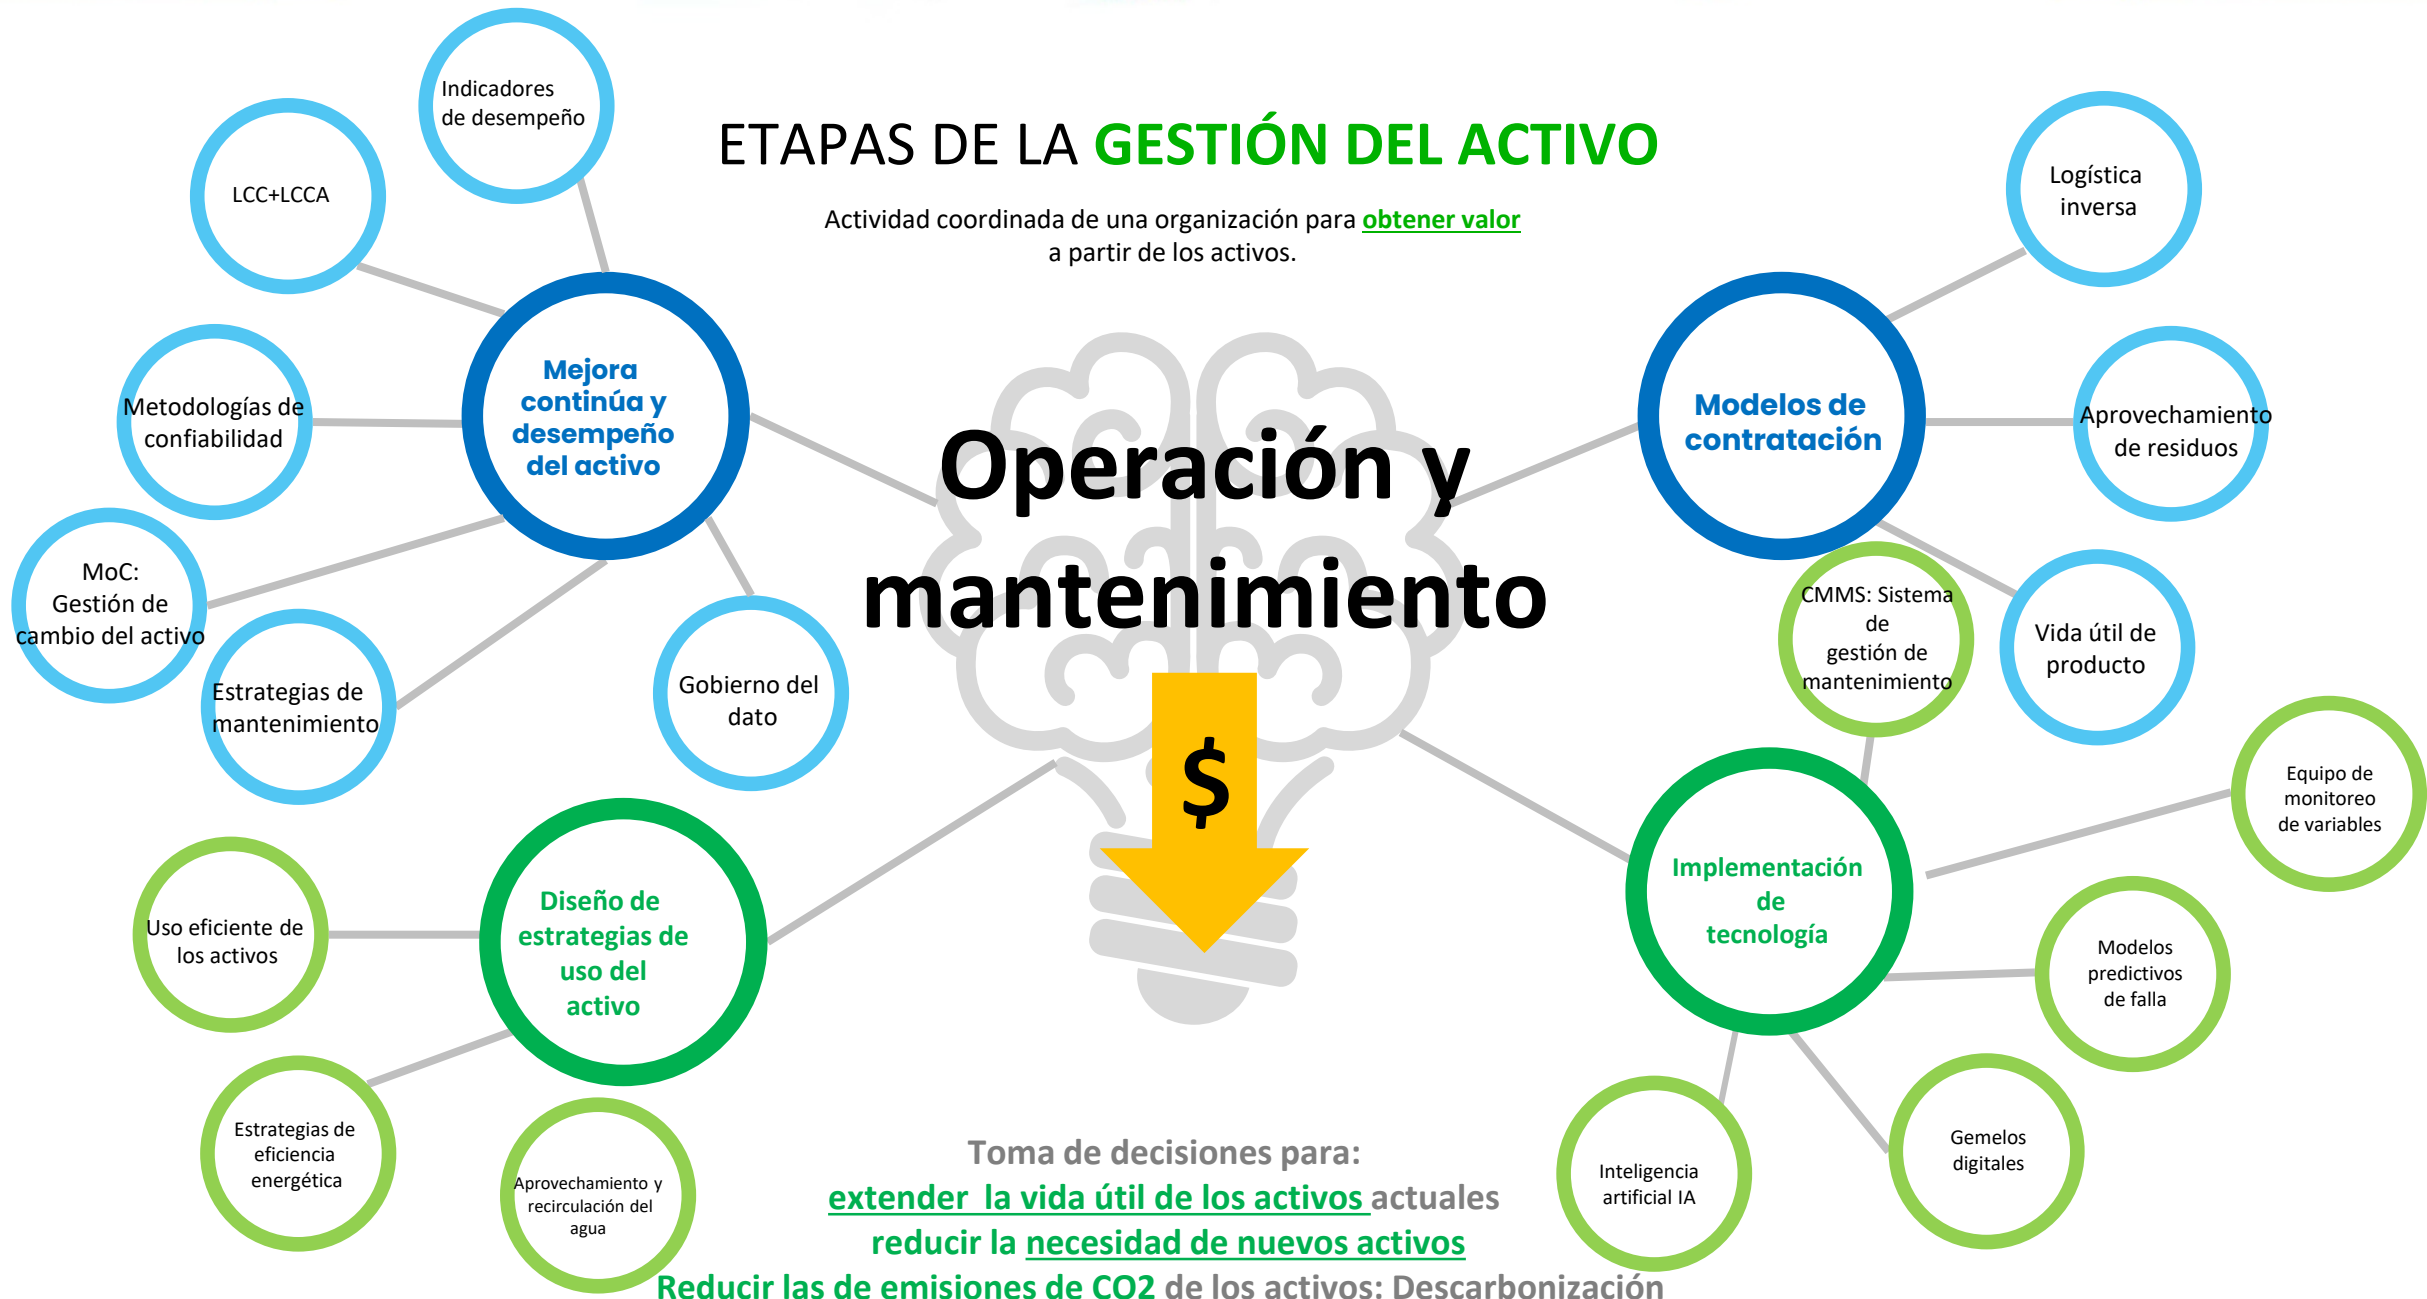 ETAPAS DE LA GESTIÓN DEL ACTIVO
Actividad coordinada de una organización para obtener valor
a partir de los activos.
Operación y
mantenimiento
$
Mejora
continúa y
desempeño
del activo
Indicadores
de desempeño
LCC+LCCA
Metodologías de
confiabilidad
MoC:
Gestión de
cambio del activo
Estrategias de
mantenimiento
Gobierno del
dato
Modelos de
contratación
Logística
inversa
Aprovechamiento
de residuos
Vida útil de
producto
Diseño de
estrategias de
uso del
activo
Uso eficiente de
los activos
Estrategias de
eficiencia
energética
Aprovechamiento y
recirculación del
agua
Implementación
de
tecnología
CMMS: Sistema
de
gestión de
mantenimiento
Equipo de
monitoreo
de variables
Modelos
predictivos
de falla
Gemelos
digitales
Inteligencia
artificial IA
Toma de decisiones para:
extender  la vida útil de los activos actuales
reducir la necesidad de nuevos activos
Reducir las de emisiones de CO2 de los activos: Descarbonización